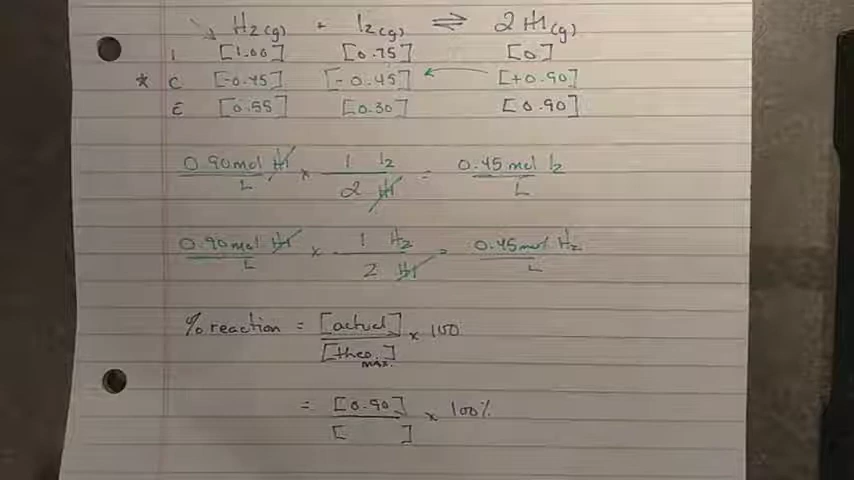 H2(g) + I2(g) ⇌ 2 HI(g)
I [1.00] [0.75] [0]
* C [-0.45] [-0.45] ← [+0.90]
E [0.55] [0.30] [0.90]
0.90 mol HI / L × 1 I2 / 2 HI = 0.45 mol I2 / L
0.90 mol HI / L × 1 H2 / 2 HI = 0.45 mol H2 / L
% reaction = [actual] / [theo. max.] × 100
= [0.90] / [ ] × 100%